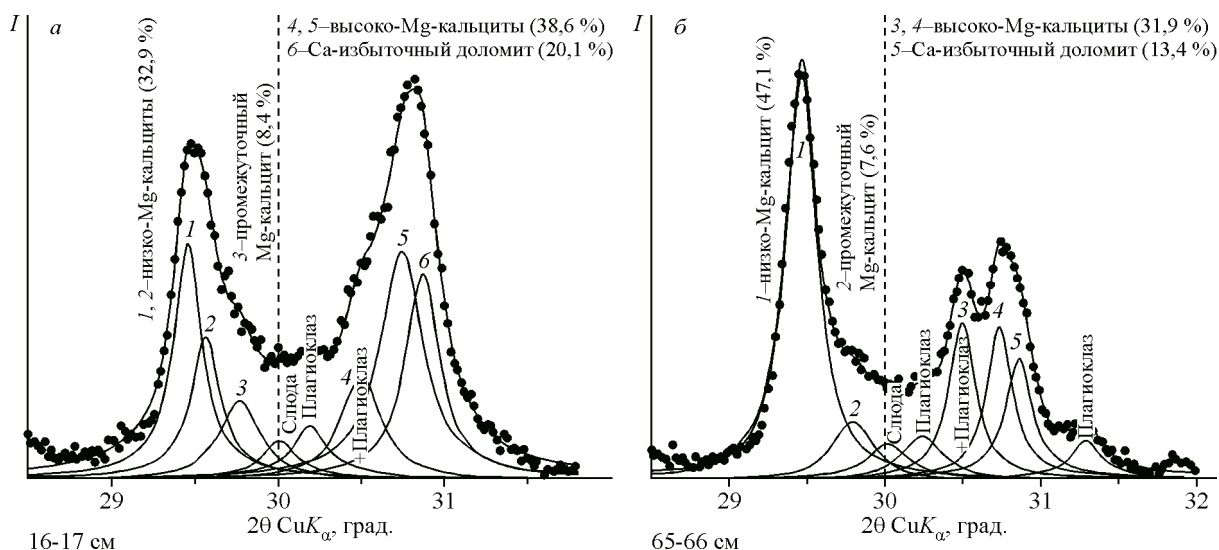 I
а
4, 5–высоко-Mg-кальциты (38,6 %)
6–Ca-избыточный доломит (20,1 %)
1, 2–низко-Mg-кальциты (32,9 %)
3–промежуточный
Mg-кальцит (8,4 %)
1
2
3
Слюда
Плагиоклаз
4
+Плагиоклаз
5
6
29
30
31
2θ CuKα, град.
16-17 см
I
б
3, 4–высоко-Mg-кальциты (31,9 %)
5–Ca-избыточный доломит (13,4 %)
1–низко-Mg-кальцит (47,1 %)
2–промежуточный
Mg-кальцит (7,6 %)
1
2
Слюда
Плагиоклаз
3
+Плагиоклаз
4
5
Плагиоклаз
29
30
31
32
2θ CuKα, град.
65-66 см